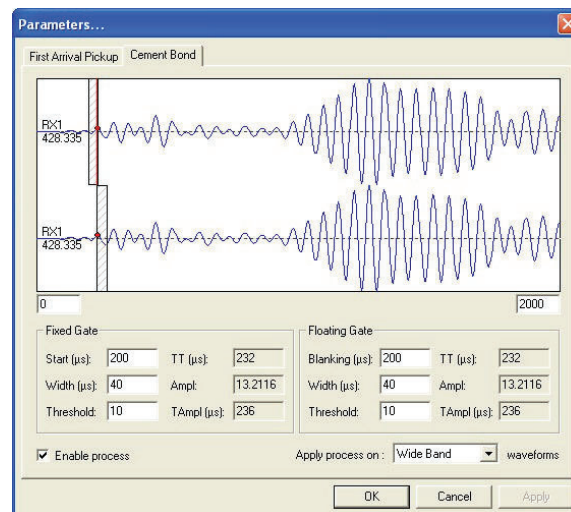 Parameters...
First Arrival Pickup Cement Bond
RX1
428.335
RX1
428.335
0 2000
Fixed Gate Floating Gate
Start (µs): 200 TT (µs): 232 Blanking (µs): 200 TT (µs): 232
Width (µs): 40 Ampl: 13.2116 Width (µs): 40 Ampl: 13.2116
Threshold: 10 TAmpl (µs): 236 Threshold: 10 TAmpl (µs): 236
Enable process Apply process on : Wide Band waveforms
OK Cancel Apply